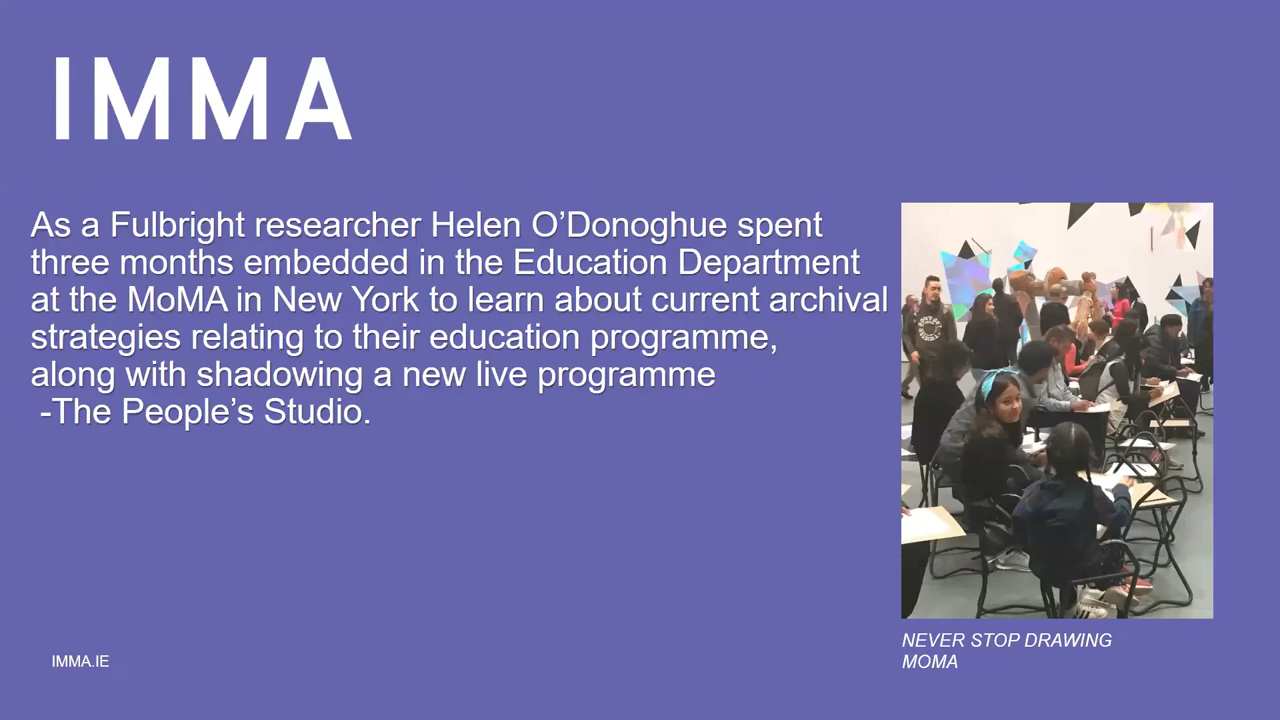 IMMA
As a Fulbright researcher Helen O’Donoghue spent
three months embedded in the Education Department
at the MoMA in New York to learn about current archival
strategies relating to their education programme,
along with shadowing a new live programme
-The People’s Studio.
NEVER STOP DRAWING
MOMA
IMMA.IE